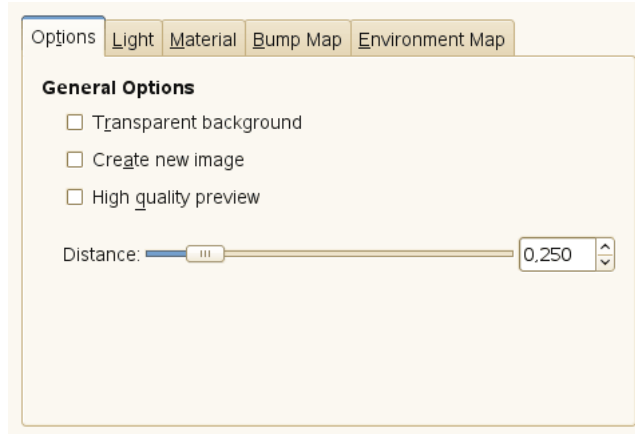 Options Light Material Bump Map Environment Map
General Options
Transparent background
Create new image
High quality preview
Distance: 0,250